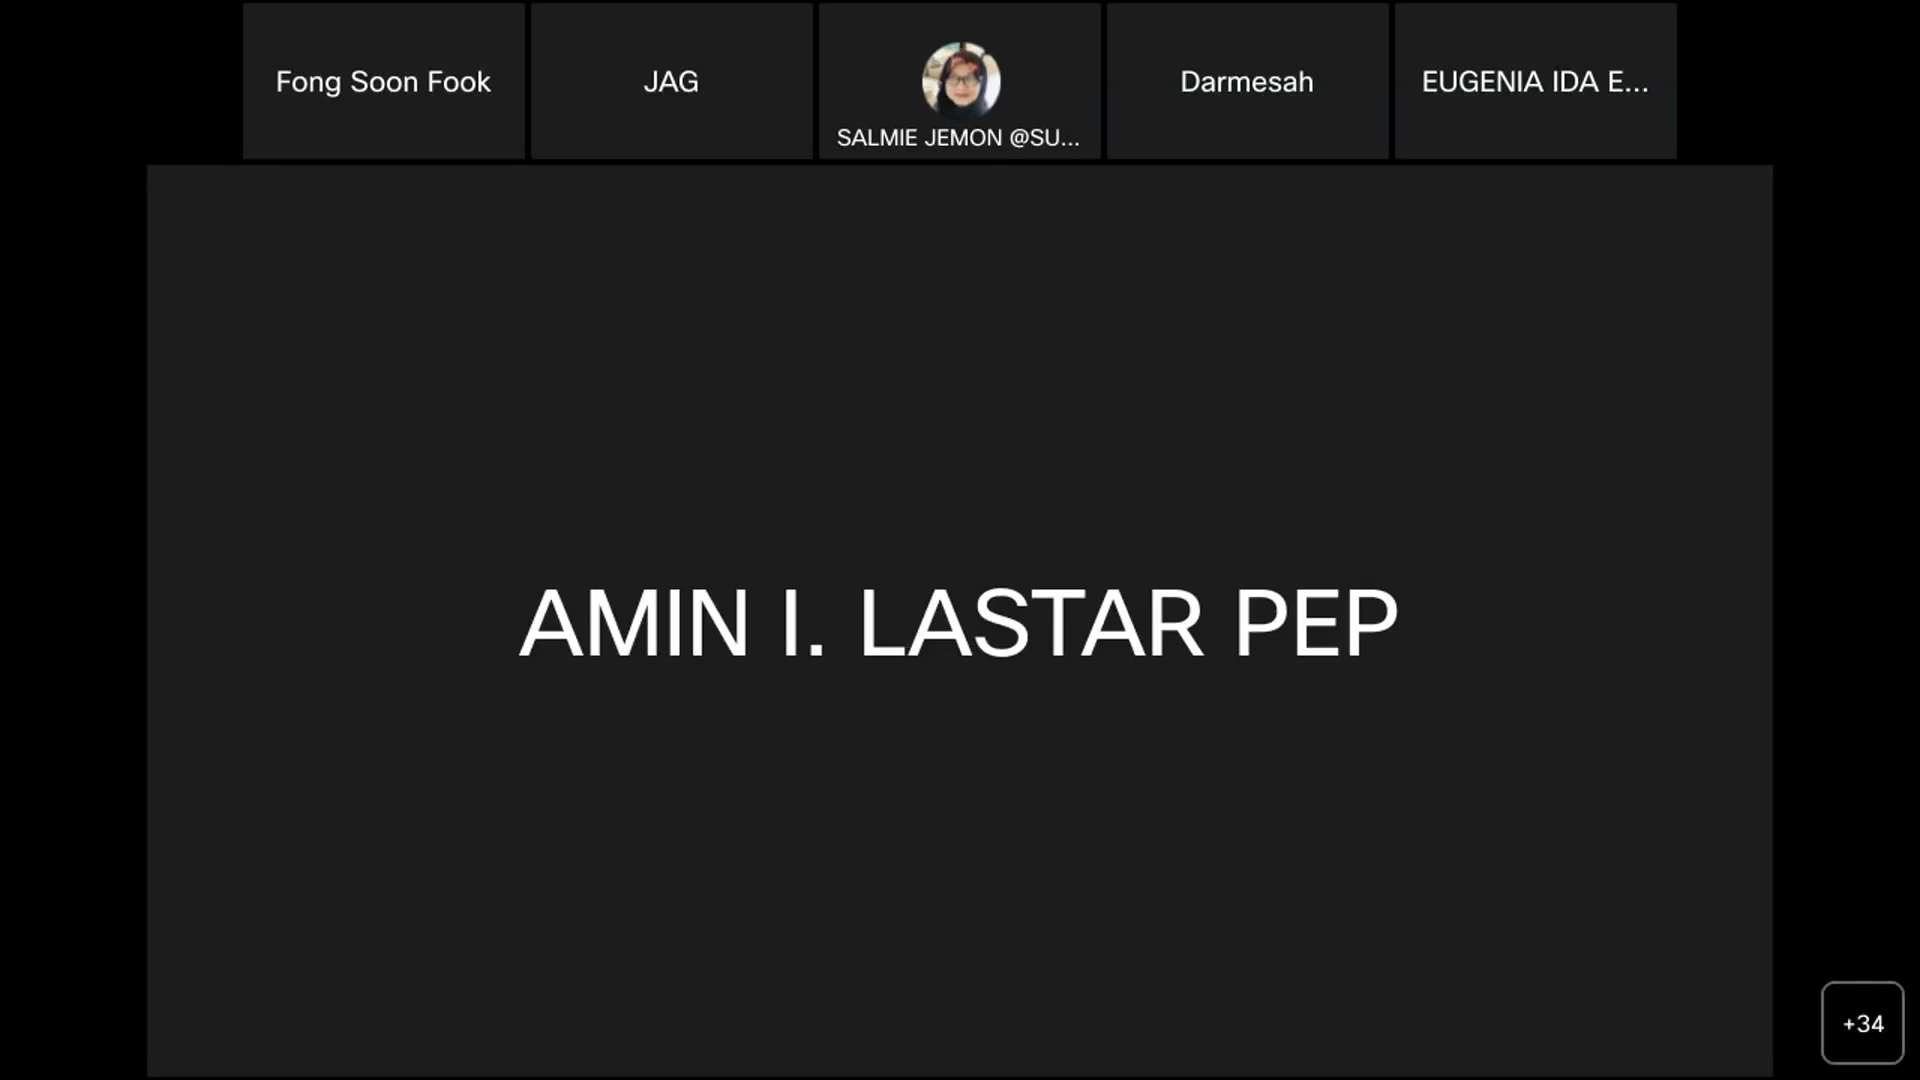 Fong Soon Fook
JAG
SALMIE JEMON @SU...
Darmesah
EUGENIA IDA E...
AMIN I. LASTAR PEP
+34